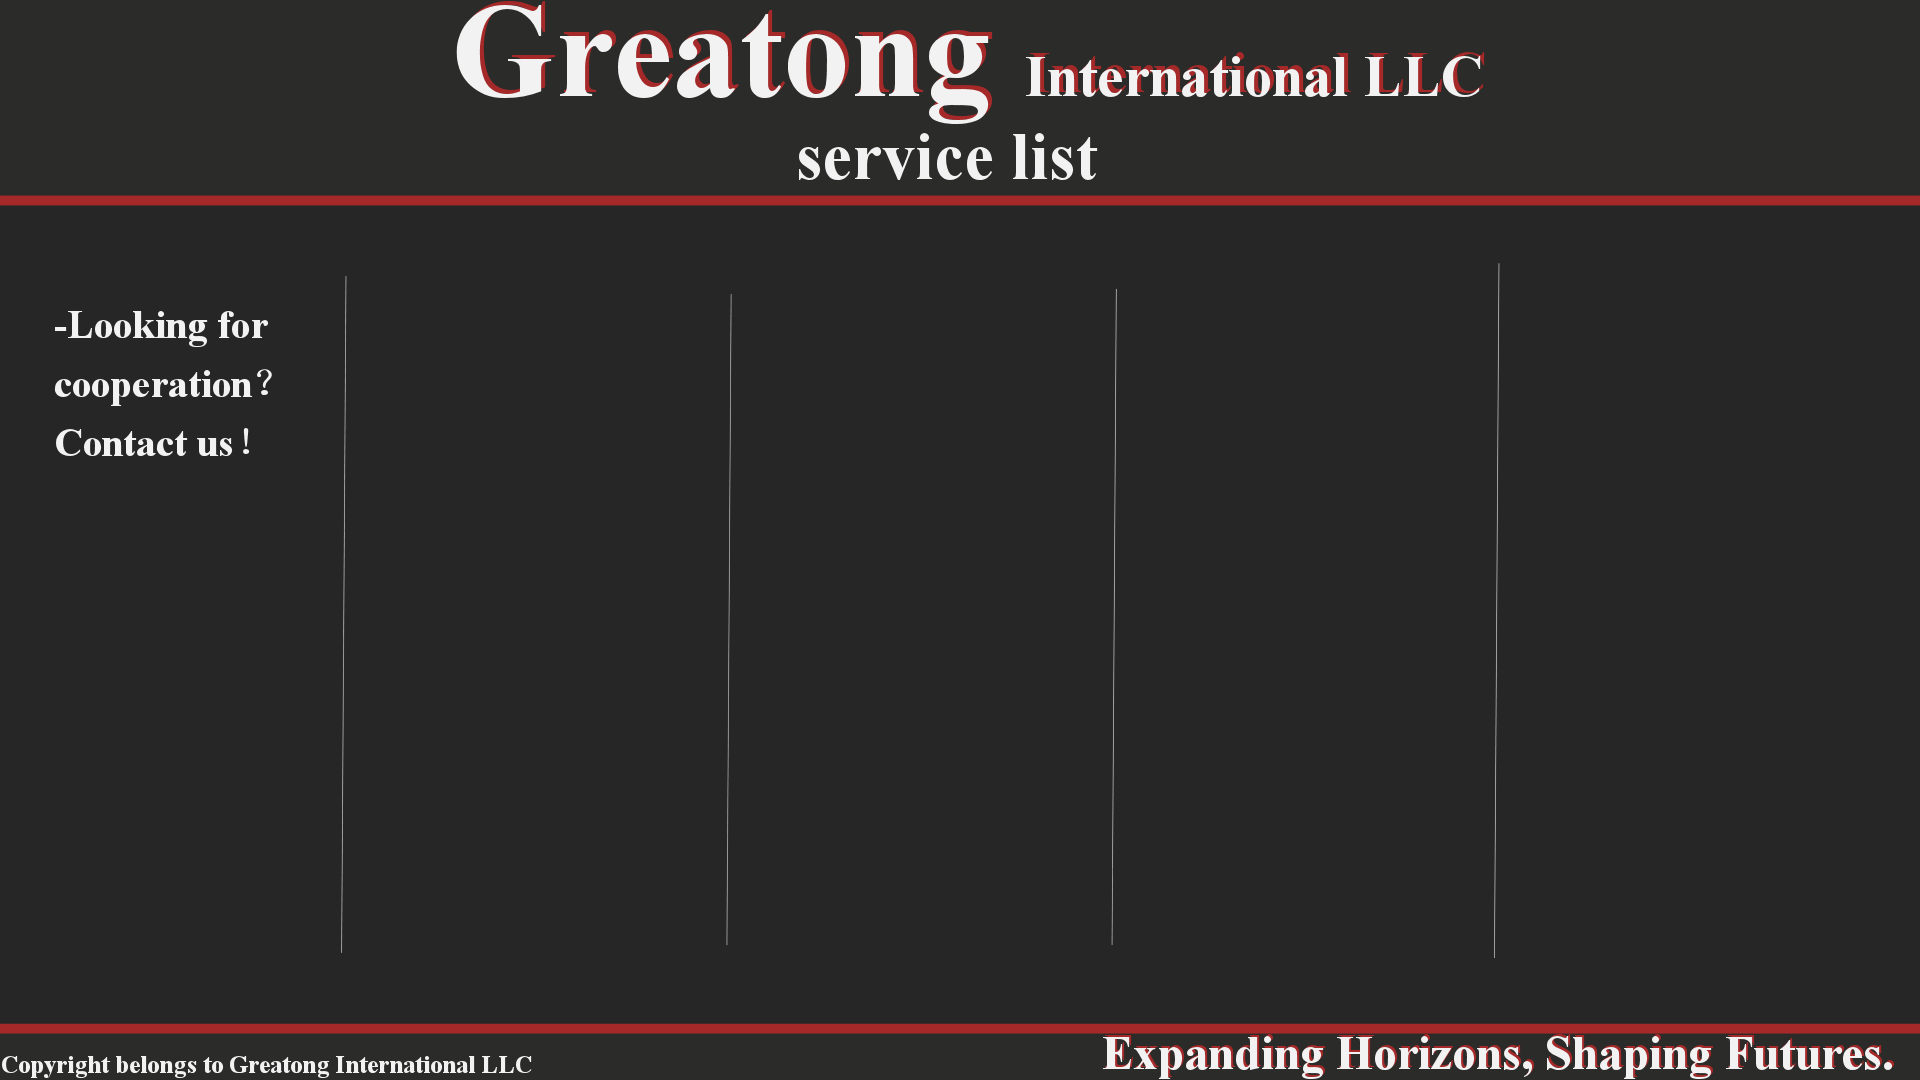 Greatong International LLC
service list
-Looking for
cooperation？
Contact us！
Copyright belongs to Greatong International LLC
Expanding Horizons, Shaping Futures.